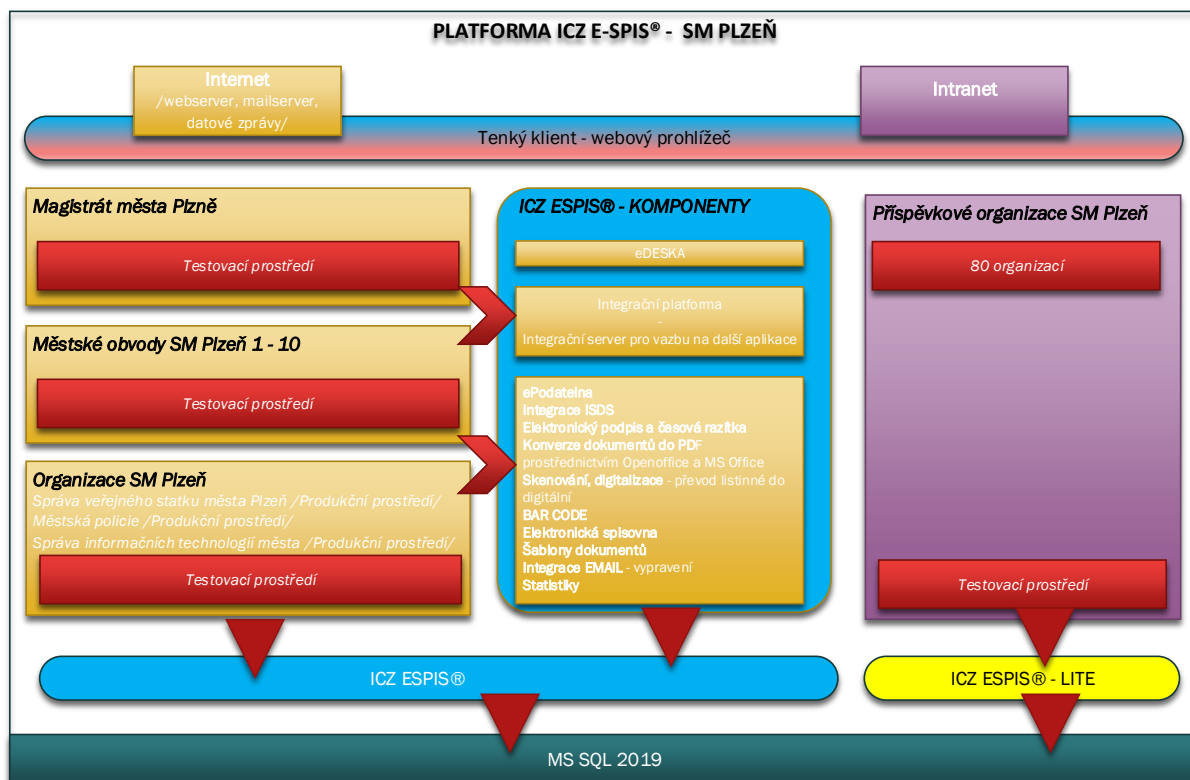 PLATFORMA ICZ E-SPIS® - SM PLZEŇ
Internet
/webserver, mailserver,
datové zprávy/
Intranet
Tenký klient - webový prohlížeč
Magistrát města Plzně
Testovací prostředí
Městské obvody SM Plzeň 1 - 10
Testovací prostředí
Organizace SM Plzeň
Správa veřejného statku města Plzeň /Produkční prostředí/
Městská policie /Produkční prostředí/
Správa informačních technologií města /Produkční prostředí/
Testovací prostředí
ICZ ESPIS® - KOMPONENTY
eDESKA
Integrační platforma
-
Integrační server pro vazbu na další aplikace
ePodatelna
Integrace ISDS
Elektronický podpis a časová razítka
Konverze dokumentů do PDF
prostřednictvím Openoffice a MS Office
Skenování, digitalizace - převod listinné do
digitální
BAR CODE
Elektronická spisovna
Šablony dokumentů
Integrace EMAIL - vypravení
Statistiky
Příspěvkové organizace SM Plzeň
80 organizací
Testovací prostředí
ICZ ESPIS®
ICZ ESPIS® - LITE
MS SQL 2019